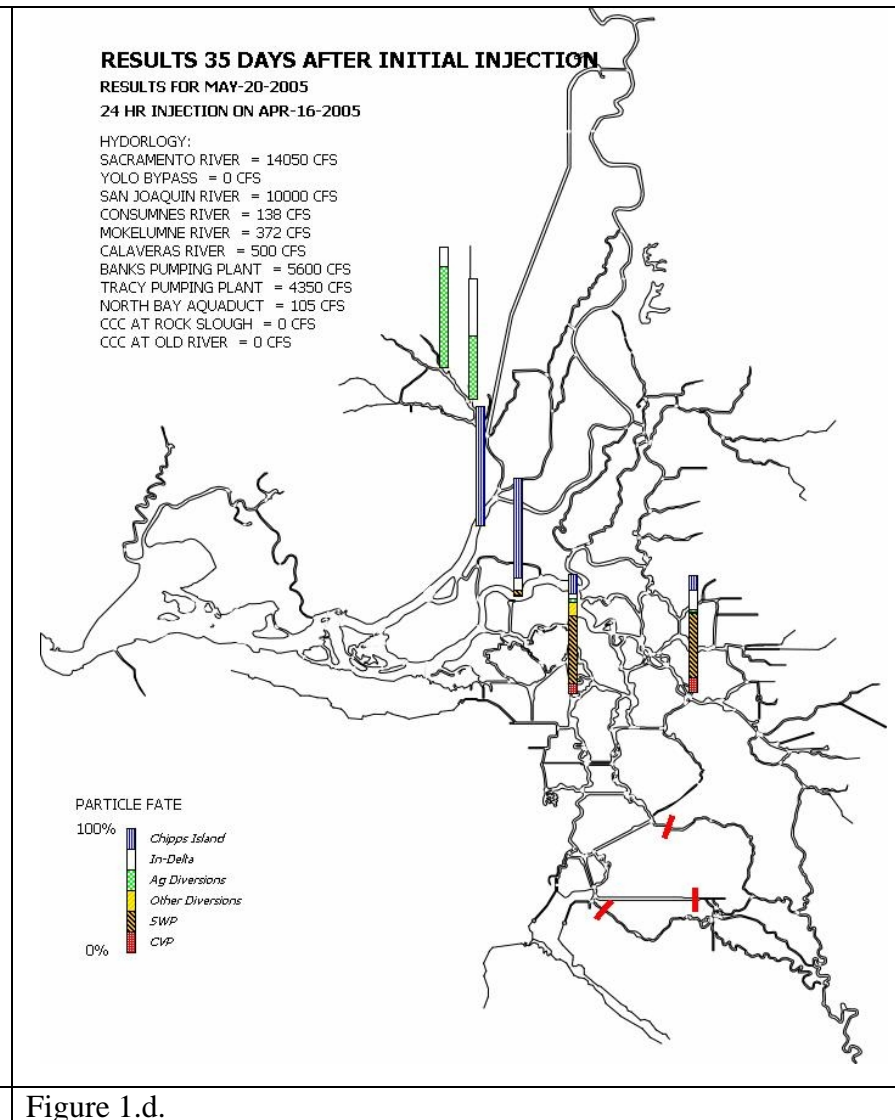 RESULTS 35 DAYS AFTER INITIAL INJECTION
RESULTS FOR MAY-20-2005
24 HR INJECTION ON APR-16-2005
HYDORLOGY:
SACRAMENTO RIVER = 14050 CFS
YOLO BYPASS = 0 CFS
SAN JOAQUIN RIVER = 10000 CFS
CONSUMNES RIVER = 138 CFS
MOKELUMNE RIVER = 372 CFS
CALAVERAS RIVER = 500 CFS
BANKS PUMPING PLANT = 5600 CFS
TRACY PUMPING PLANT = 4350 CFS
NORTH BAY AQUADUCT = 105 CFS
CCC AT ROCK SLOUGH = 0 CFS
CCC AT OLD RIVER = 0 CFS
PARTICLE FATE
100%
Chipps Island
In-Delta
Ag Diversions
Other Diversions
SWP
CVP
0%
Figure 1.d.